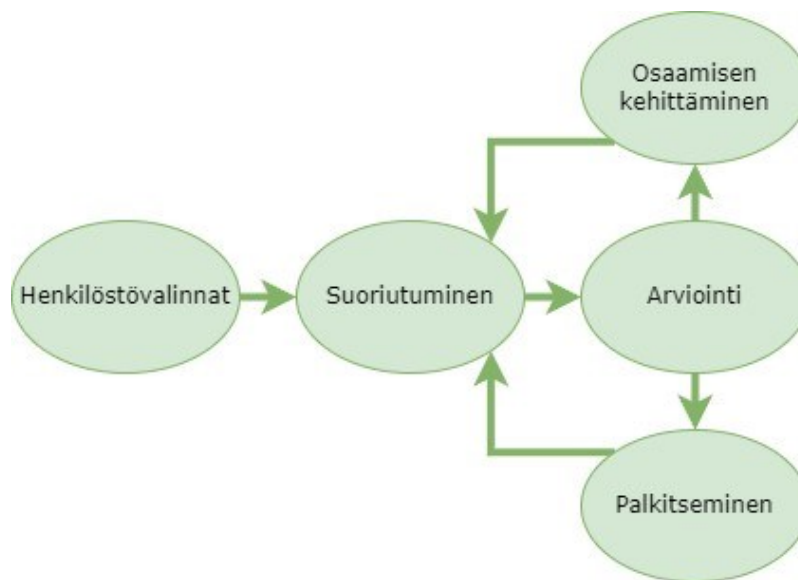 Osaamisen
kehittäminen
Henkilöstövalinnat
Suoriutuminen
Arviointi
Palkitseminen